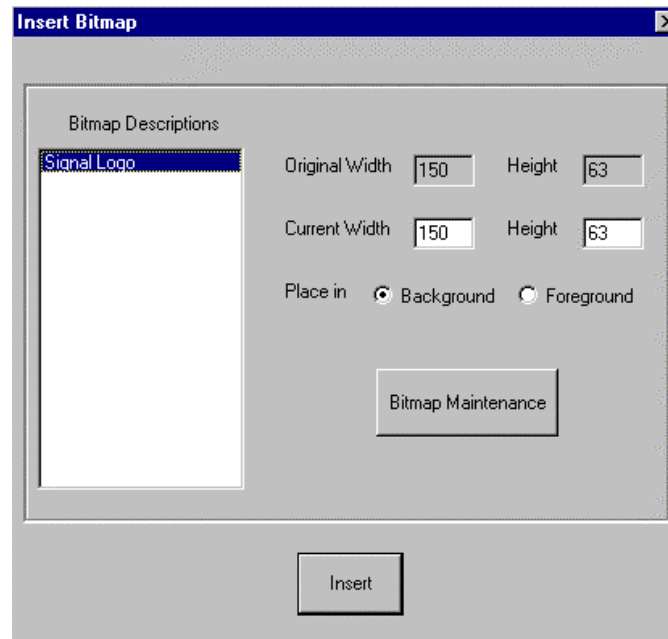 Insert Bitmap
Bitmap Descriptions
Signal Logo
Original Width 150 Height 63
Current Width 150 Height 63
Place in Background Foreground
Bitmap Maintenance
Insert